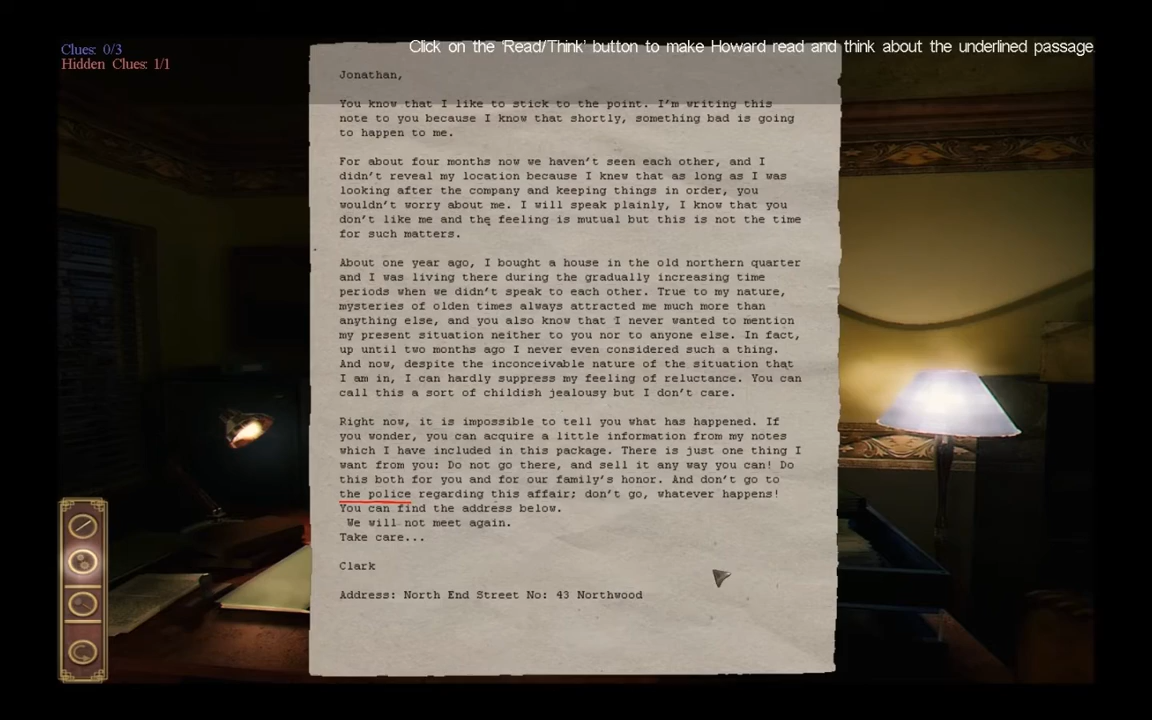 Clues: 0/3
Hidden Clues: 1/1
Click on the 'Read/Think' button to make Howard read and think about the underlined passage
Jonathan,
You know that I like to stick to the point. I'm writing this
note to you because I know that shortly, something bad is going
to happen to me.
For about four months now we haven't seen each other, and I
didn't reveal my location because I knew that as long as I was
looking after the company and keeping things in order, you
wouldn't worry about me. I will speak plainly, I know that you
don't like me and the feeling is mutual but this is not the time
for such matters.
About one year ago, I bought a house in the old northern quarter
and I was living there during the gradually increasing time
periods when we didn't speak to each other. True to my nature,
mysteries of olden times always attracted me much more than
anything else, and you also know that I never wanted to mention
my present situation neither to you nor to anyone else. In fact,
up until two months ago I never even considered such a thing.
And now, despite the inconceivable nature of the situation that
I am in, I can hardly suppress my feeling of reluctance. You can
call this a sort of childish jealousy but I don't care.
Right now, it is impossible to tell you what has happened. If
you wonder, you can acquire a little information from my notes
which I have included in this package. There is just one thing I
want from you: Do not go there, and sell it any way you can! Do
this both for you and for our family's honor. And don't go to
the police regarding this affair; don't go, whatever happens!
You can find the address below.
We will not meet again.
Take care...
Clark
Address: North End Street No: 43 Northwood